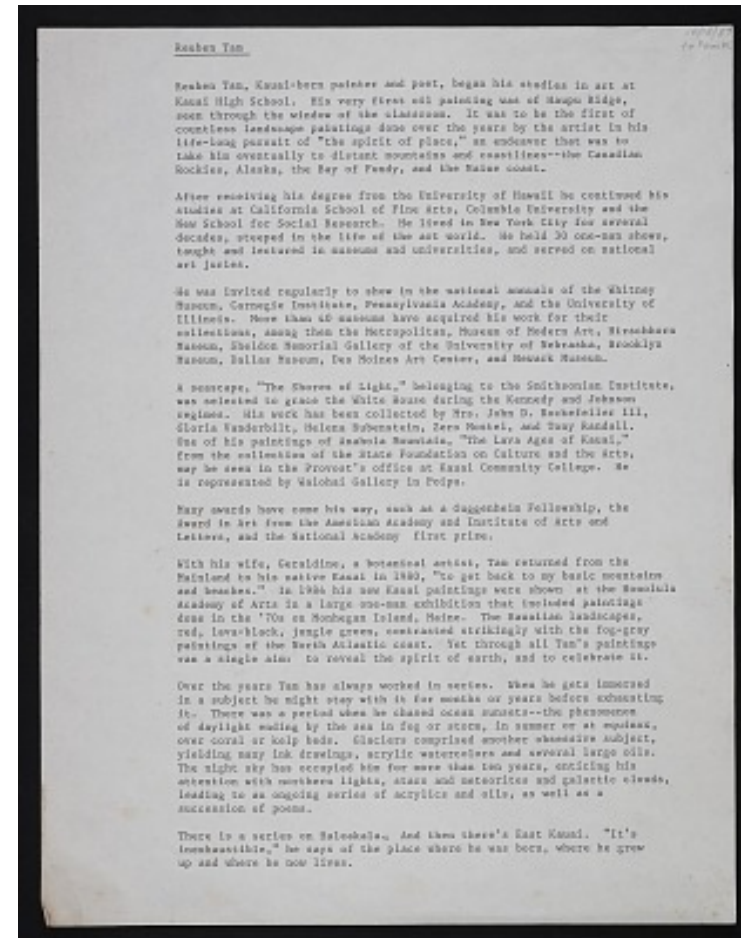 Reuben Tam
Reuben Tam, Kauai-born painter and poet, began his studies in art at
Kauai High School. His very first oil painting was of Haupu Ridge,
seen through the window of the classroom. It was to be the first of
countless landscape paintings done over the years by the artist in his
life-long pursuit of "the spirit of place," an endeavor that was to
take him eventually to distant mountains and coastlines--the Canadian
Rockies, Alaska, the Bay of Fundy, and the Maine coast.
After receiving his degree from the University of Hawaii he continued his
studies at California School of Fine Arts, Columbia University and the
New School for Social Research. He lived in New York City for several
decades, steeped in the life of the art world. He held 30 one-man shows,
taught and lectured in museums and universities, and served on national
art juries.
He was invited regularly to show in the national annuals of the Whitney
Museum, Carnegie Institute, Pennsylvania Academy, and the University of
Illinois. More than 40 museums have acquired his work for their
collections, among them the Metropolitan, Museum of Modern Art, Hirschhorn
Museum, Sheldon Memorial Gallery of the University of Nebraska, Brooklyn
Museum, Dallas Museum, Des Moines Art Center, and Newark Museum.
A seascape, "The Shores of Light," belonging to the Smithsonian Institute,
was selected to grace the White House during the Kennedy and Johnson
regimes. His work has been collected by Mrs. John D. Rockefeller III,
Gloria Vanderbilt, Helena Rubenstein, Zero Mostel, and Tony Randall.
One of his paintings of Anahola Mountain, "The Lava Ages of Kauai,"
from the collection of the State Foundation on Culture and the Arts,
may be seen in the Provost's office at Kauai Community College. He
is represented by Waiohai Gallery in Poipu.
Many awards have come his way, such as a Guggenheim Fellowship, the
Award in Art from the American Academy and Institute of Arts and
Letters, and the National Academy first prize.
With his wife, Geraldine, a botanical artist, Tam returned from the
Mainland to his native Kauai in 1980, "to get back to my basic mountains
and beaches." In 1986 his new Kauai paintings were shown at the Honolulu
Academy of Arts in a large one-man exhibition that included paintings
done in the '70s on Monhegan Island, Maine. The Hawaiian landscapes,
red, lava-black, jungle green, contrasted strikingly with the fog-gray
paintings of the North Atlantic coast. Yet through all Tam's paintings
ran a single aim: to reveal the spirit of earth, and to celebrate it.
Over the years Tam has always worked in series. When he gets immersed
in a subject he might stay with it for months or years before exhausting
it. There was a period when he chased ocean sunsets--the phenomenon
of daylight ending by the sea in fog or storm, in summer or at equinox,
over coral or kelp beds. Glaciers comprised another obsessive subject,
yielding many ink drawings, acrylic watercolors and several large oils.
The night sky has occupied him for more than ten years, enticing his
attention with northern lights, stars and meteorites and galactic clouds,
leading to an ongoing series of acrylics and oils, as well as a
succession of poems.
There is a series on Haleakala. And then there's East Kauai. "It's
inexhaustible," he says of the place where he was born, where he grew
up and where he now lives.